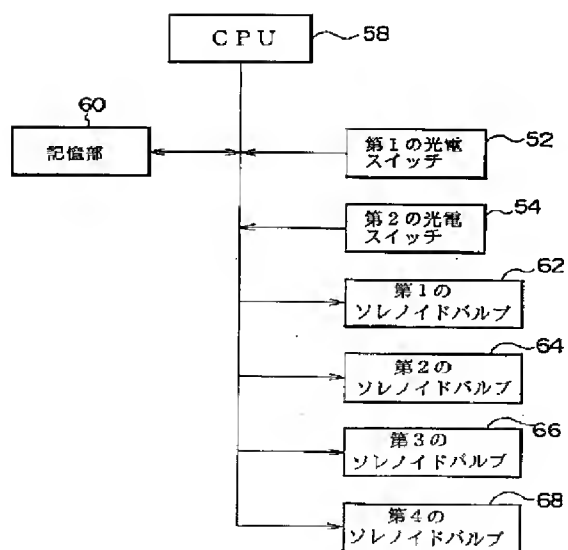 CPU
58
60
記憶部
第1の光電
スイッチ
52
第2の光電
スイッチ
54
62
第1の
ソレノイドバルブ
64
第2の
ソレノイドバルブ
66
第3の
ソレノイドバルブ
68
第4の
ソレノイドバルブ